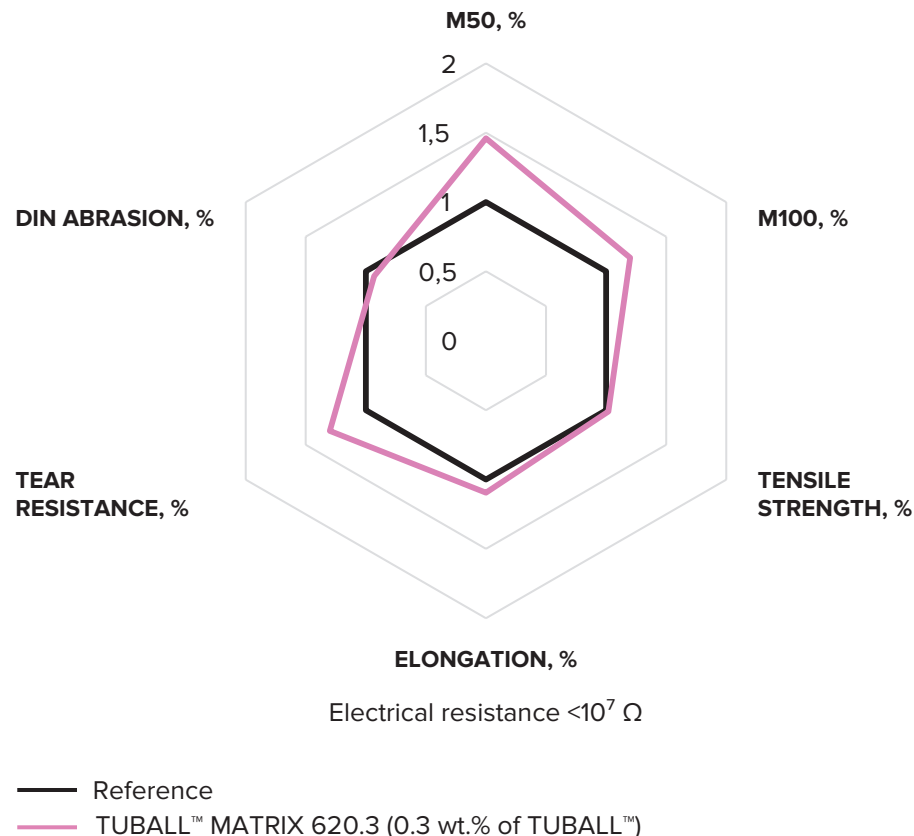 M50, %
2
1,5
1
0,5
0
DIN ABRASION, %
M100, %
TEAR
RESISTANCE, %
TENSILE
STRENGTH, %
ELONGATION, %
Electrical resistance <10⁷ Ω
Reference
TUBALL™ MATRIX 620.3 (0.3 wt.% of TUBALL™)